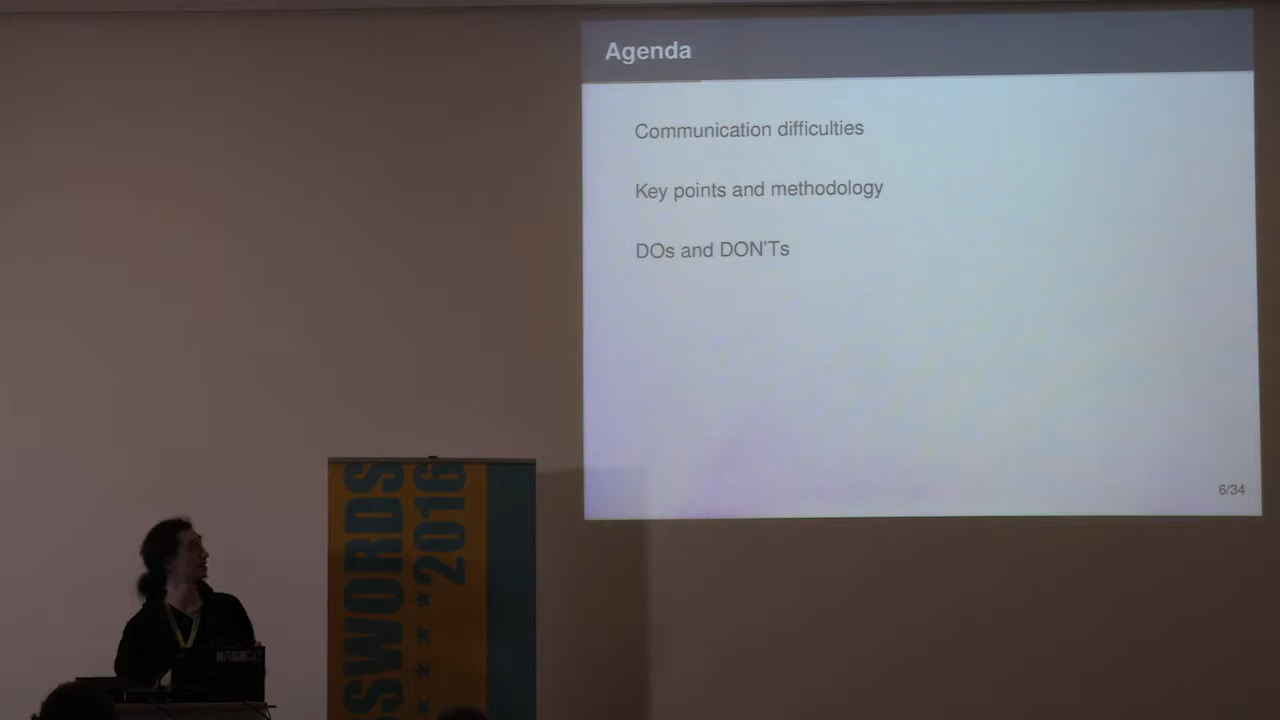 Agenda
Communication difficulties
Key points and methodology
DOs and DON'Ts
6/34
SWORDS
* * * *2016